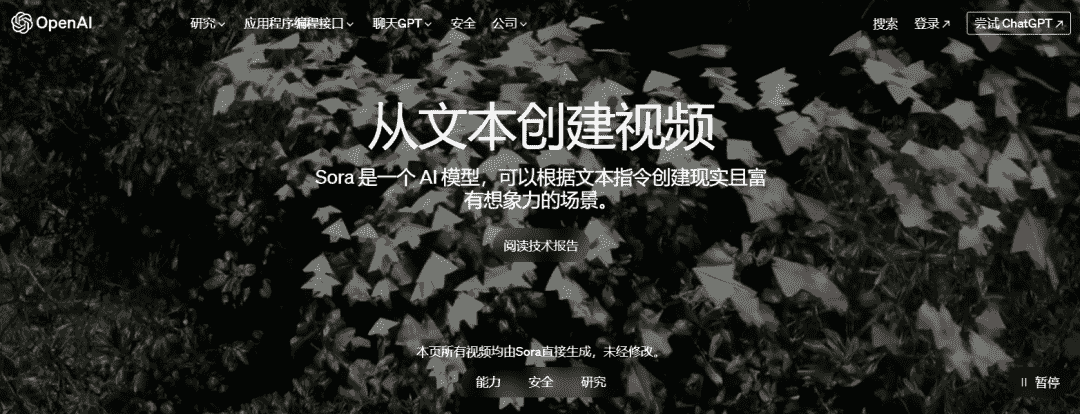 OpenAI 研究 应用程序编程接口 聊天GPT 安全 公司 搜索 登录↗ 尝试 ChatGPT↗
从文本创建视频
Sora 是一个 AI 模型，可以根据文本指令创建现实且富
有想象力的场景。
阅读技术报告
本页所有视频均由Sora直接生成，未经修改。
能力 安全 研究
暂停